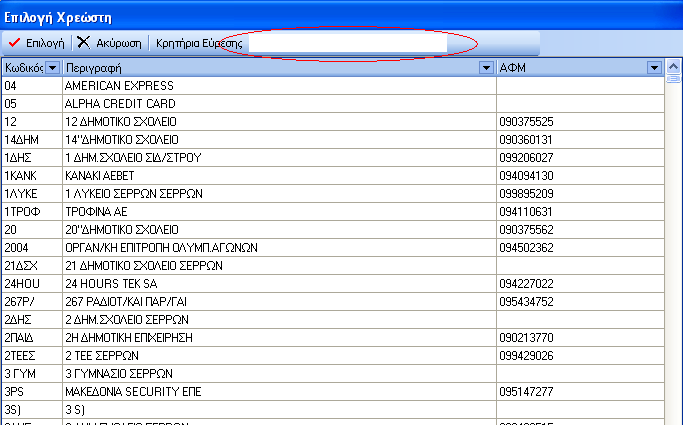 Επιλογή Χρεώστη
Επιλογή Ακύρωση Κρητήρια Εύρεσης
Κωδικός Περιγραφή ΑΦΜ
04 AMERICAN EXPRESS
05 ALPHA CREDIT CARD
12 12 ΔΗΜΟΤΙΚΟ ΣΧΟΛΕΙΟ 090375525
14ΔΗΜ 14"ΔΗΜΟΤΙΚΟ ΣΧΟΛΕΙΟ 090360131
1ΔΗΣ 1 ΔΗΜ.ΣΧΟΛΕΙΟ ΣΙΔ/ΣΤΡΟΥ 099206027
1ΚΑΝΚ ΚΑΝΑΚΙ ΑΕΒΕΤ 094094130
1ΛΥΚΕ 1 ΛΥΚΕΙΟ ΣΕΡΡΩΝ ΣΕΡΡΩΝ 099895209
1ΤΡΟΦ ΤΡΟΦΙΝΑ ΑΕ 094110631
20 20"ΔΗΜΟΤΙΚΟ ΣΧΟΛΕΙΟ 090375562
2004 ΟΡΓΑΝ/ΚΗ ΕΠΙΤΡΟΠΗ ΟΛΥΜΠ.ΑΓΩΝΩΝ 094502362
21ΔΣΧ 21 ΔΗΜΟΤΙΚΟ ΣΧΟΛΕΙΟ ΣΕΡΡΩΝ
24HOU 24 HOURS TEK SA 094227022
267Ρ/ 267 ΡΑΔΙΟΤ/ΚΑΙ ΠΑΡ/ΓΑΙ 095434752
2ΔΗΣ 2 ΔΗΜ.ΣΧΟΛΕΙΟ ΣΕΡΡΩΝ
2ΠΑΙΔ 2Η ΔΗΜΟΤΙΚΗ ΕΠΙΧΕΙΡΗΣΗ 090213770
2ΤΕΕΣ 2 ΤΕΕ ΣΕΡΡΩΝ 099429026
3 ΓΥΜ 3 ΓΥΜΝΑΣΙΟ ΣΕΡΡΩΝ
3PS ΜΑΚΕΔΟΝΙΑ SECURITY ΕΠΕ 095147277
3S) 3 S)